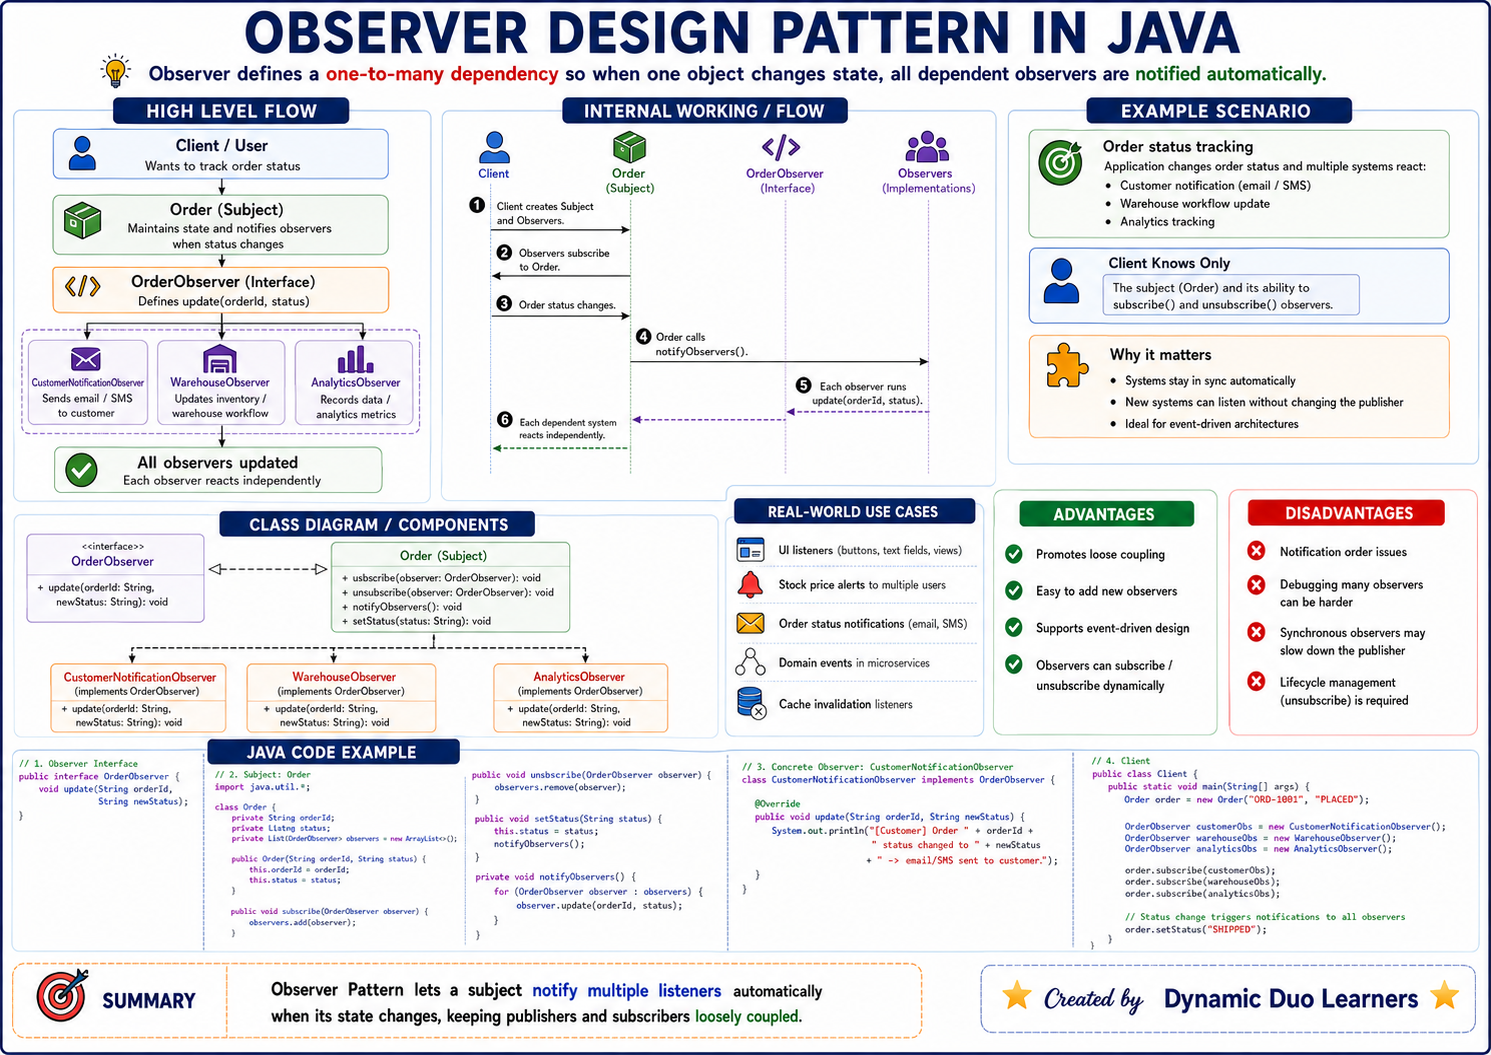 OBSERVER DESIGN PATTERN IN JAVA
Observer defines a one-to-many dependency so when one object changes state, all dependent observers are notified automatically.
HIGH LEVEL FLOW
Client / User
Wants to track order status
Order (Subject)
Maintains state and notifies observers
when status changes
OrderObserver (Interface)
Defines update(orderId, status)
CustomerNotificationObserver
Sends email / SMS
to customer
WarehouseObserver
Updates inventory /
warehouse workflow
AnalyticsObserver
Records data /
analytics metrics
All observers updated
Each observer reacts independently
INTERNAL WORKING / FLOW
Client
Order
(Subject)
OrderObserver
(Interface)
Observers
(Implementations)
1 Client creates Subject
and Observers.
2 Observers subscribe
to Order.
3 Order status changes.
4 Order calls
notifyObservers().
5 Each observer runs
update(orderId, status).
6 Each dependent system
reacts independently.
EXAMPLE SCENARIO
Order status tracking
Application changes order status and multiple systems react:
• Customer notification (email / SMS)
• Warehouse workflow update
• Analytics tracking
Client Knows Only
The subject (Order) and its ability to
subscribe() and unsubscribe() observers.
Why it matters
• Systems stay in sync automatically
• New systems can listen without changing the publisher
• Ideal for event-driven architectures
CLASS DIAGRAM / COMPONENTS
<<interface>>
OrderObserver
+ update(orderId: String,
newStatus: String): void
Order (Subject)
+ usbscribe(observer: OrderObserver): void
+ unsubscribe(observer: OrderObserver): void
+ notifyObservers(): void
+ setStatus(status: String): void
CustomerNotificationObserver
(implements OrderObserver)
+ update(orderId: String,
newStatus: String): void
WarehouseObserver
(implements OrderObserver)
+ update(orderId: String,
newStatus: String): void
AnalyticsObserver
(implements OrderObserver)
+ update(orderId: String,
newStatus: String): void
REAL-WORLD USE CASES
UI listeners (buttons, text fields, views)
Stock price alerts to multiple users
Order status notifications (email, SMS)
Domain events in microservices
Cache invalidation listeners
ADVANTAGES
Promotes loose coupling
Easy to add new observers
Supports event-driven design
Observers can subscribe /
unsubscribe dynamically
DISADVANTAGES
Notification order issues
Debugging many observers
can be harder
Synchronous observers may
slow down the publisher
Lifecycle management
(unsubscribe) is required
JAVA CODE EXAMPLE
// 1. Observer Interface
public interface OrderObserver {
void update(String orderId,
String newStatus);
}
// 2. Subject: Order
import java.util.*;
class Order {
private String orderId;
private Listng status;
private List(OrderObserver> observers = new ArrayList<>();
public Order(String orderId, String status) {
this.orderId = orderId;
this.status = status;
}
public void subscribe(OrderObserver observer) {
observers.add(observer);
}
public void unsbscribe(OrderObserver observer) {
observers.remove(observer);
}
public void setStatus(String status) {
this.status = status;
notifyObservers();
}
private void notifyObservers() {
for (OrderObserver observer : observers) {
observer.update(orderId, status);
}
}
// 3. Concrete Observer: CustomerNotificationObserver
class CustomerNotificationObserver implements OrderObserver {
@Override
public void update(String orderId, String newStatus) {
System.out.println("[Customer] Order " + orderId +
" status changed to " + newStatus
+ " -> email/SMS sent to customer.");
}
}
// 4. Client
public class Client {
public static void main(String[] args) {
Order order = new Order("ORD-1001", "PLACED");
OrderObserver customerObs = new CustomerNotificationObserver();
OrderObserver warehouseObs = new WarehouseObserver();
OrderObserver analyticsObs = new AnalyticsObserver();
order.subscribe(customerObs);
order.subscribe(warehouseObs);
order.subscribe(analyticsObs);
// Status change triggers notifications to all observers
order.setStatus("SHIPPED");
}
}
SUMMARY
Observer Pattern lets a subject notify multiple listeners automatically
when its state changes, keeping publishers and subscribers loosely coupled.
Created by Dynamic Duo Learners